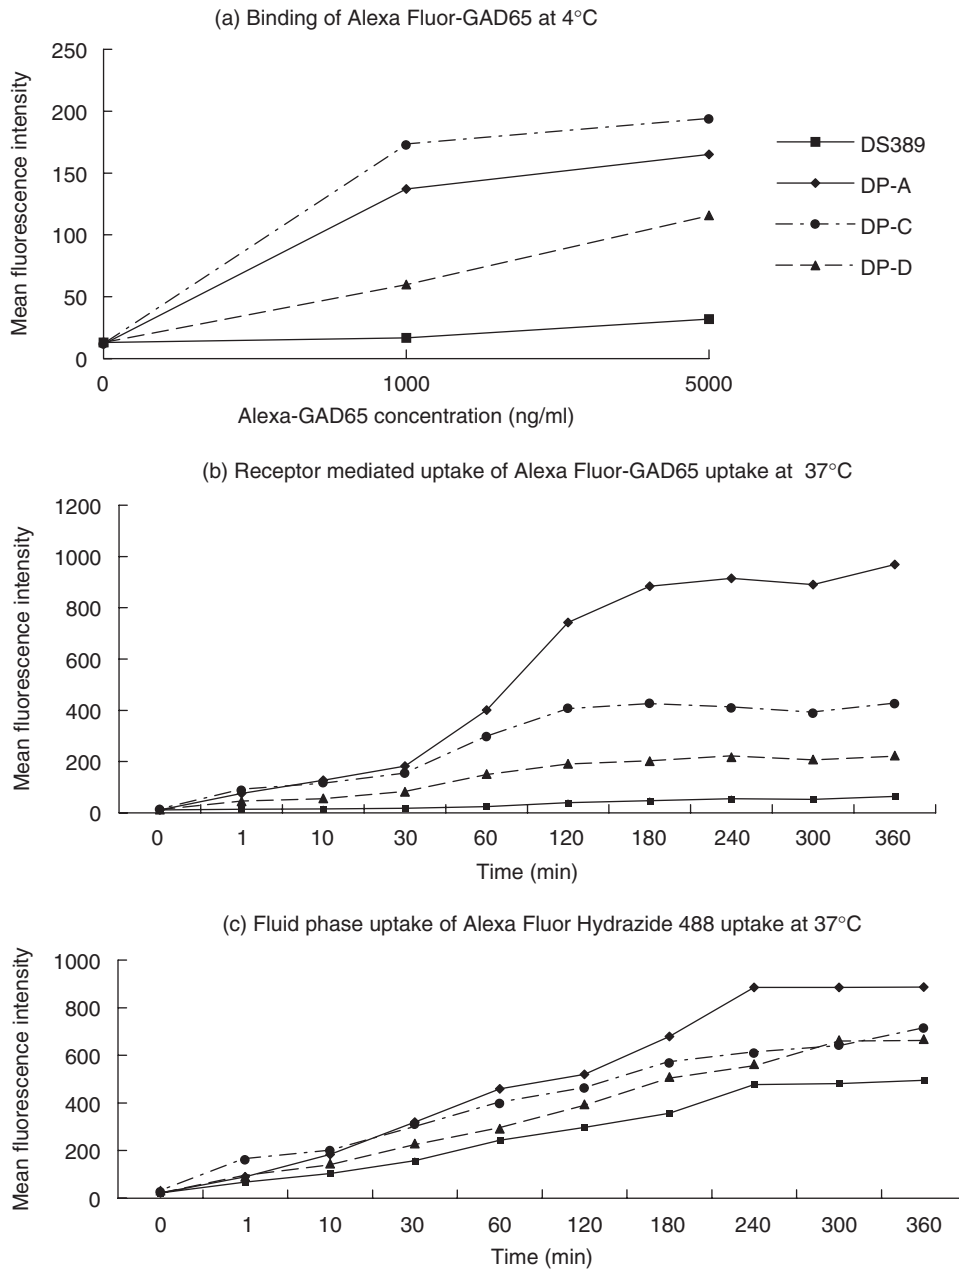 (a) Binding of Alexa Fluor-GAD65 at 4°C
Mean fluorescence intensity
250
200
150
100
50
0
0 1000 5000
Alexa-GAD65 concentration (ng/ml)
DS389
DP-A
DP-C
DP-D
(b) Receptor mediated uptake of Alexa Fluor-GAD65 uptake at 37°C
Mean fluorescence intensity
1200
1000
800
600
400
200
0
0 1 10 30 60 120 180 240 300 360
Time (min)
(c) Fluid phase uptake of Alexa Fluor Hydrazide 488 uptake at 37°C
Mean fluorescence intensity
1000
800
600
400
200
0
0 1 10 30 60 120 180 240 300 360
Time (min)